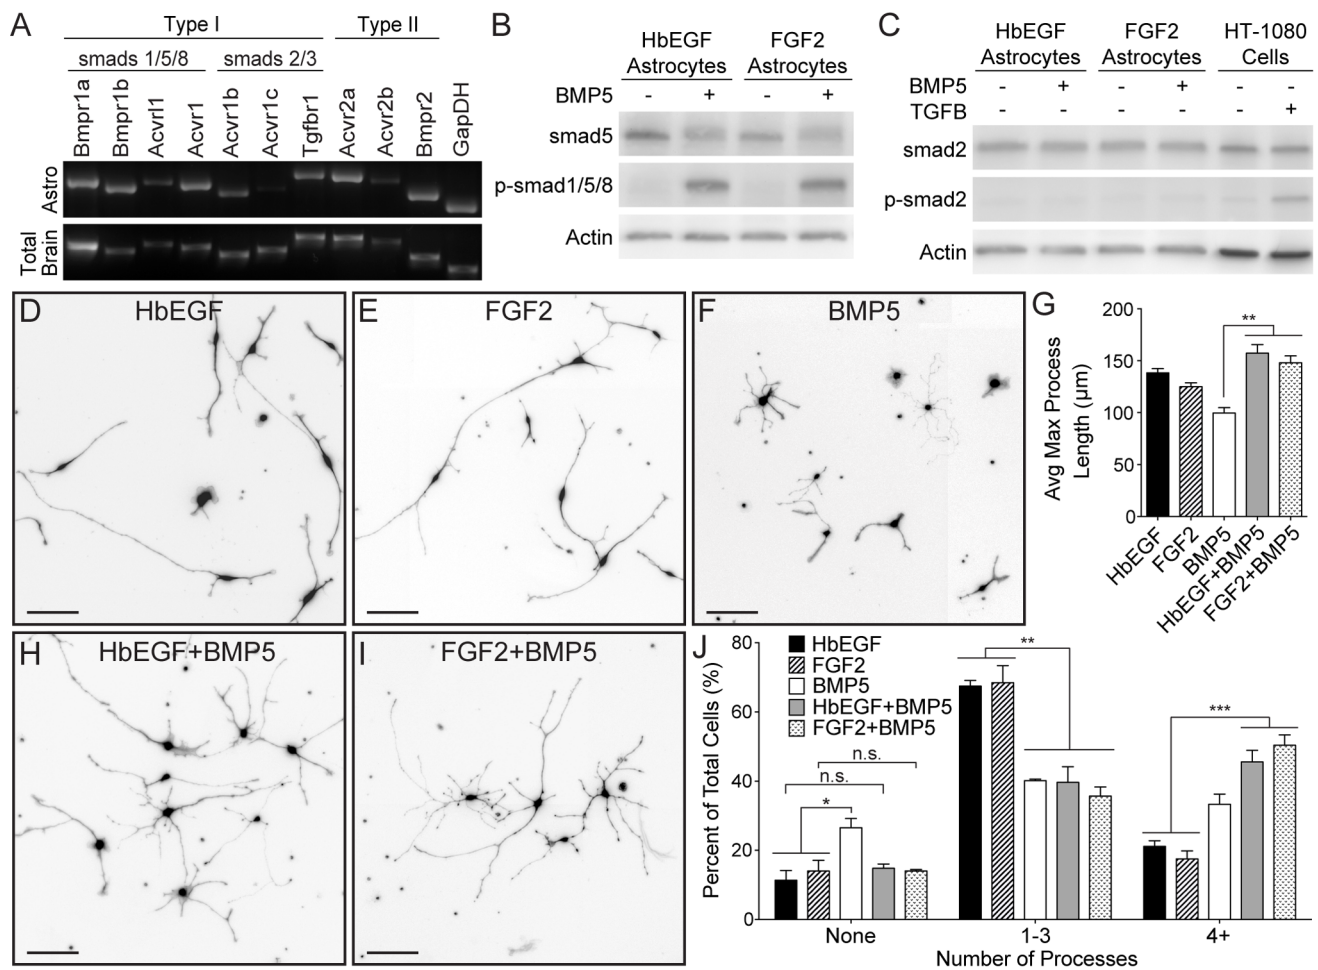 A
Type I
Type II
smads 1/5/8
smads 2/3
Bmpr1a
Bmpr1b
Acvrl1
Acvr1
Acvr1b
Acvr1c
Tgfbr1
Acvr2a
Acvr2b
Bmpr2
GapDH
Astro
Total
Brain
B
HbEGF
Astrocytes
FGF2
Astrocytes
BMP5 - + - +
smad5
p-smad1/5/8
Actin
C
HbEGF
Astrocytes
FGF2
Astrocytes
HT-1080
Cells
BMP5 - + - + - -
TGFB - - - - - +
smad2
p-smad2
Actin
D
HbEGF
E
FGF2
F
BMP5
G
200
150
100
50
0
Avg Max Process
Length (µm)
**
HbEGF
FGF2
BMP5
HbEGF+BMP5
FGF2+BMP5
H
HbEGF+BMP5
I
FGF2+BMP5
J
80
60
40
20
0
Percent of Total Cells (%)
HbEGF
FGF2
BMP5
HbEGF+BMP5
FGF2+BMP5
n.s.
n.s.
*
**
***
None
1-3
4+
Number of Processes